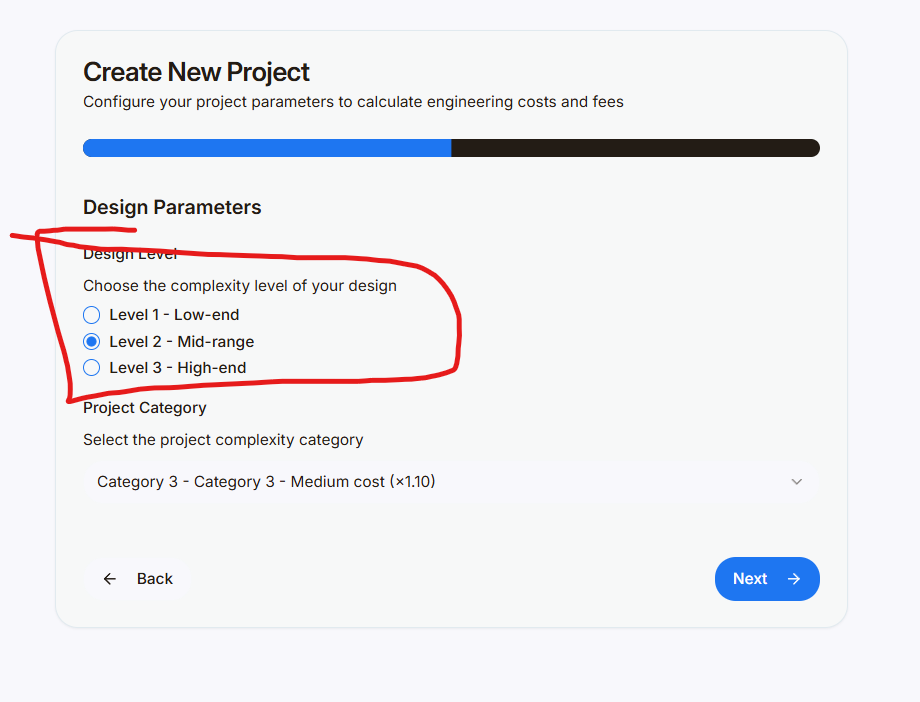 Create New Project
Configure your project parameters to calculate engineering costs and fees
Design Parameters
Design Level
Choose the complexity level of your design
Level 1 - Low-end
Level 2 - Mid-range
Level 3 - High-end
Project Category
Select the project complexity category
Category 3 - Category 3 - Medium cost (×1.10)
Back
Next